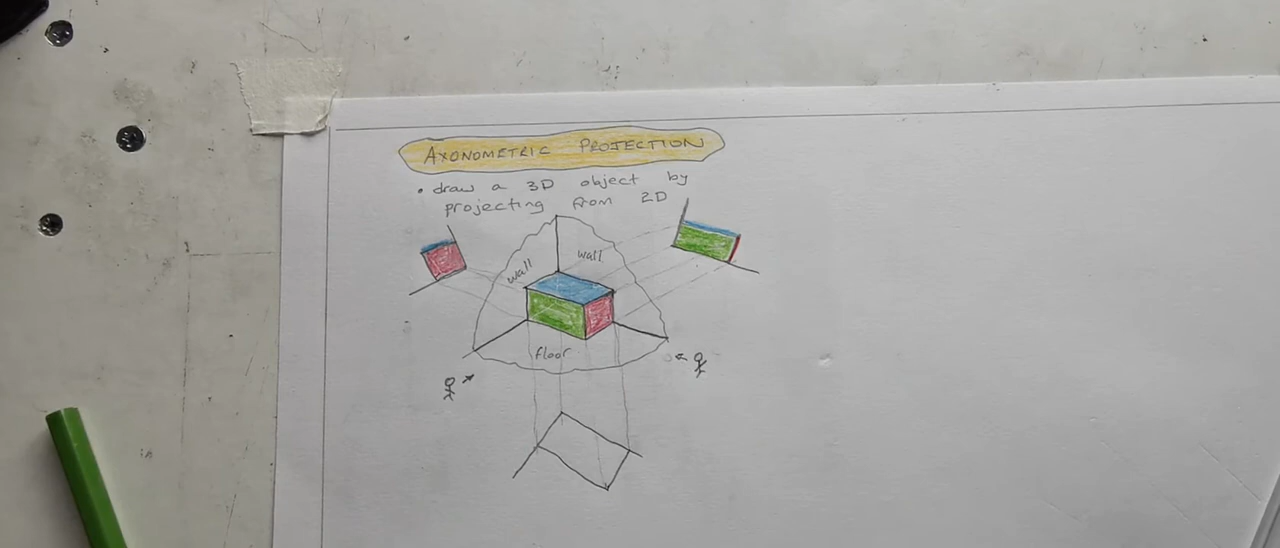 AXONOMETRIC PROJECTION
• draw a 3D object by
projecting from 2D
wall
wall
floor